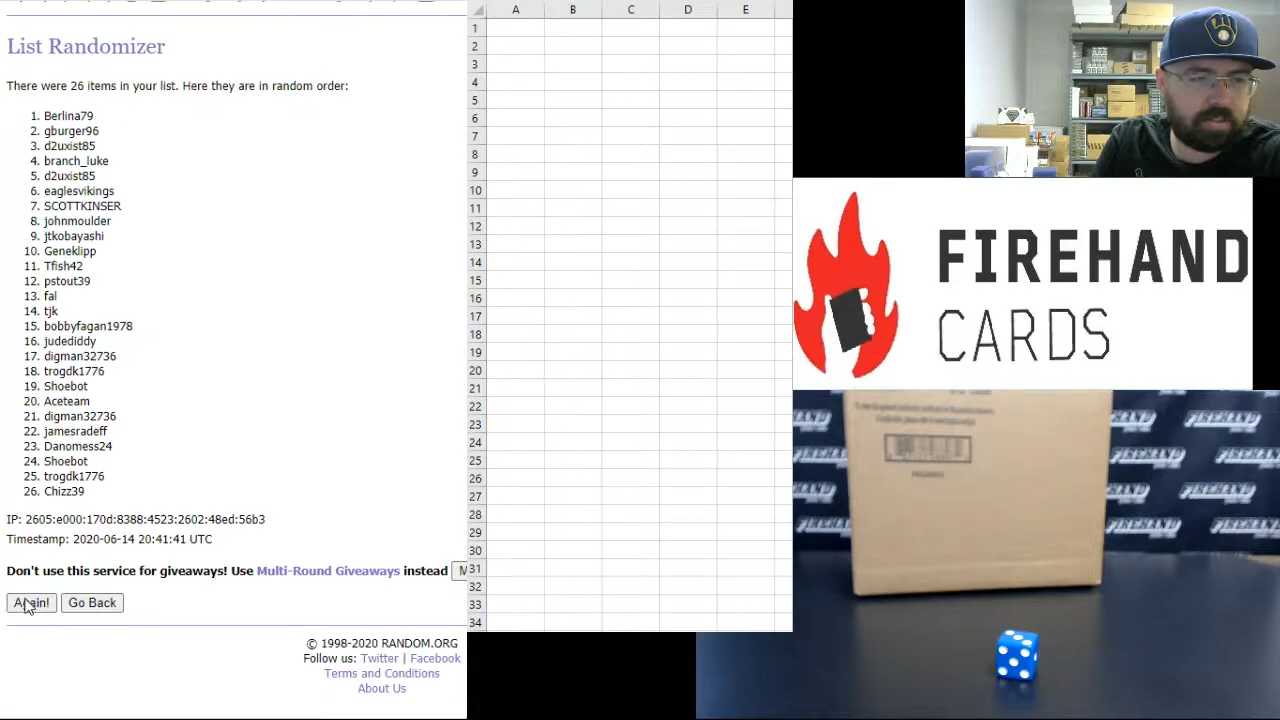 List Randomizer
There were 26 items in your list. Here they are in random order:
1. Berlina79
2. gburger96
3. d2uxist85
4. branch_luke
5. d2uxist85
6. eaglesvikings
7. SCOTTKINSER
8. johnmoulder
9. jtkobayashi
10. Geneklipp
11. Tfish42
12. pstout39
13. fal
14. tjk
15. bobbyfagan1978
16. judediddy
17. digman32736
18. trogdk1776
19. Shoebot
20. Aceteam
21. digman32736
22. jamesradeff
23. Danomess24
24. Shoebot
25. trogdk1776
26. Chizz39
IP: 2605:e000:170d:8388:4523:2602:48ed:56b3
Timestamp: 2020-06-14 20:41:41 UTC
Don't use this service for giveaways! Use Multi-Round Giveaways instead
Again! Go Back
© 1998-2020 RANDOM.ORG
Follow us: Twitter | Facebook
Terms and Conditions
About Us
A B C D E
1
2
3
4
5
6
7
8
9
10
11
12
13
14
15
16
17
18
19
20
21
22
23
24
25
26
27
28
29
30
31
32
33
34
FIREHAND
CARDS
FIREHAND
FIREHAND
FIREHAND